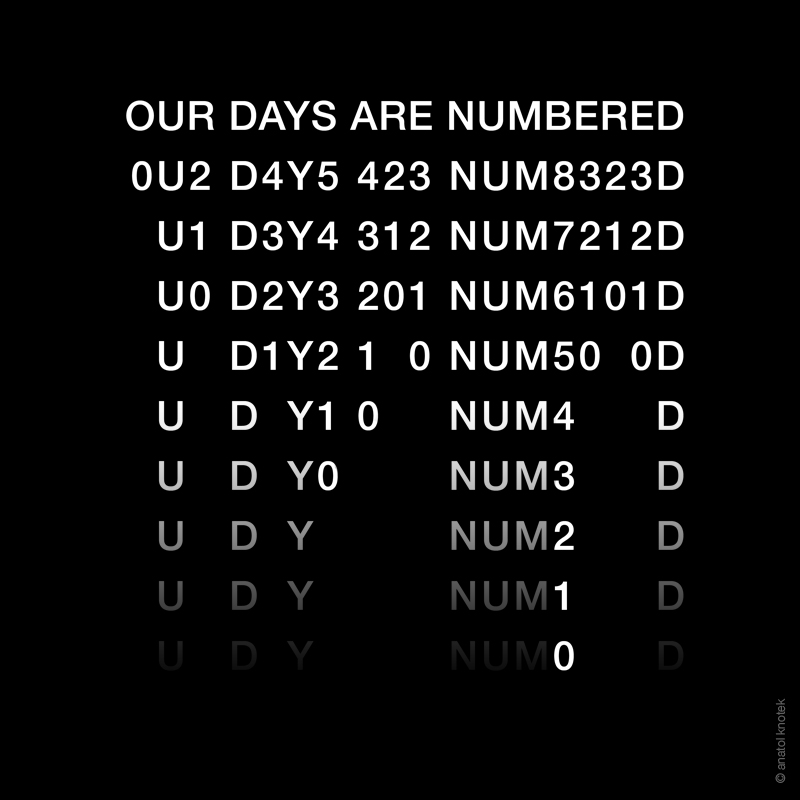 OUR DAYS ARE NUMBERED
0U2 D4Y5 423 NUM8323D
U1 D3Y4 312 NUM7212D
U0 D2Y3 201 NUM6101D
U D1Y2 1 0 NUM50 0D
U D Y1 0 NUM4 D
U D Y0 NUM3 D
U D Y NUM2 D
U D Y NUM1 D
U D Y NUM0 D
© anatol knotek